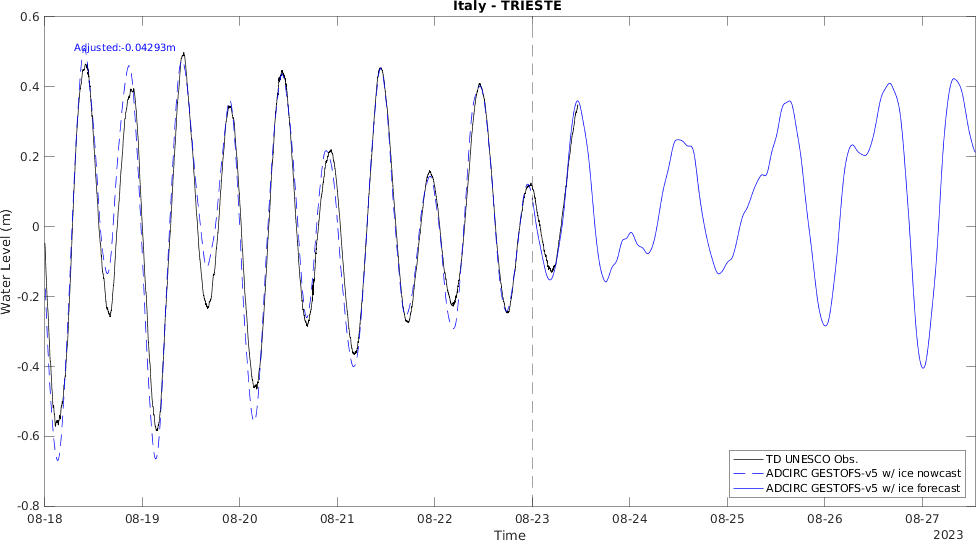 Italy - TRIESTE
0.6
Adjusted:-0.04293m
0.4
0.2
0
-0.2
-0.4
-0.6
-0.8
Water Level (m)
TD UNESCO Obs.
ADCIRC GESTOFS-v5 w/ ice nowcast
ADCIRC GESTOFS-v5 w/ ice forecast
08-18 08-19 08-20 08-21 08-22 08-23 08-24 08-25 08-26 08-27
Time
2023